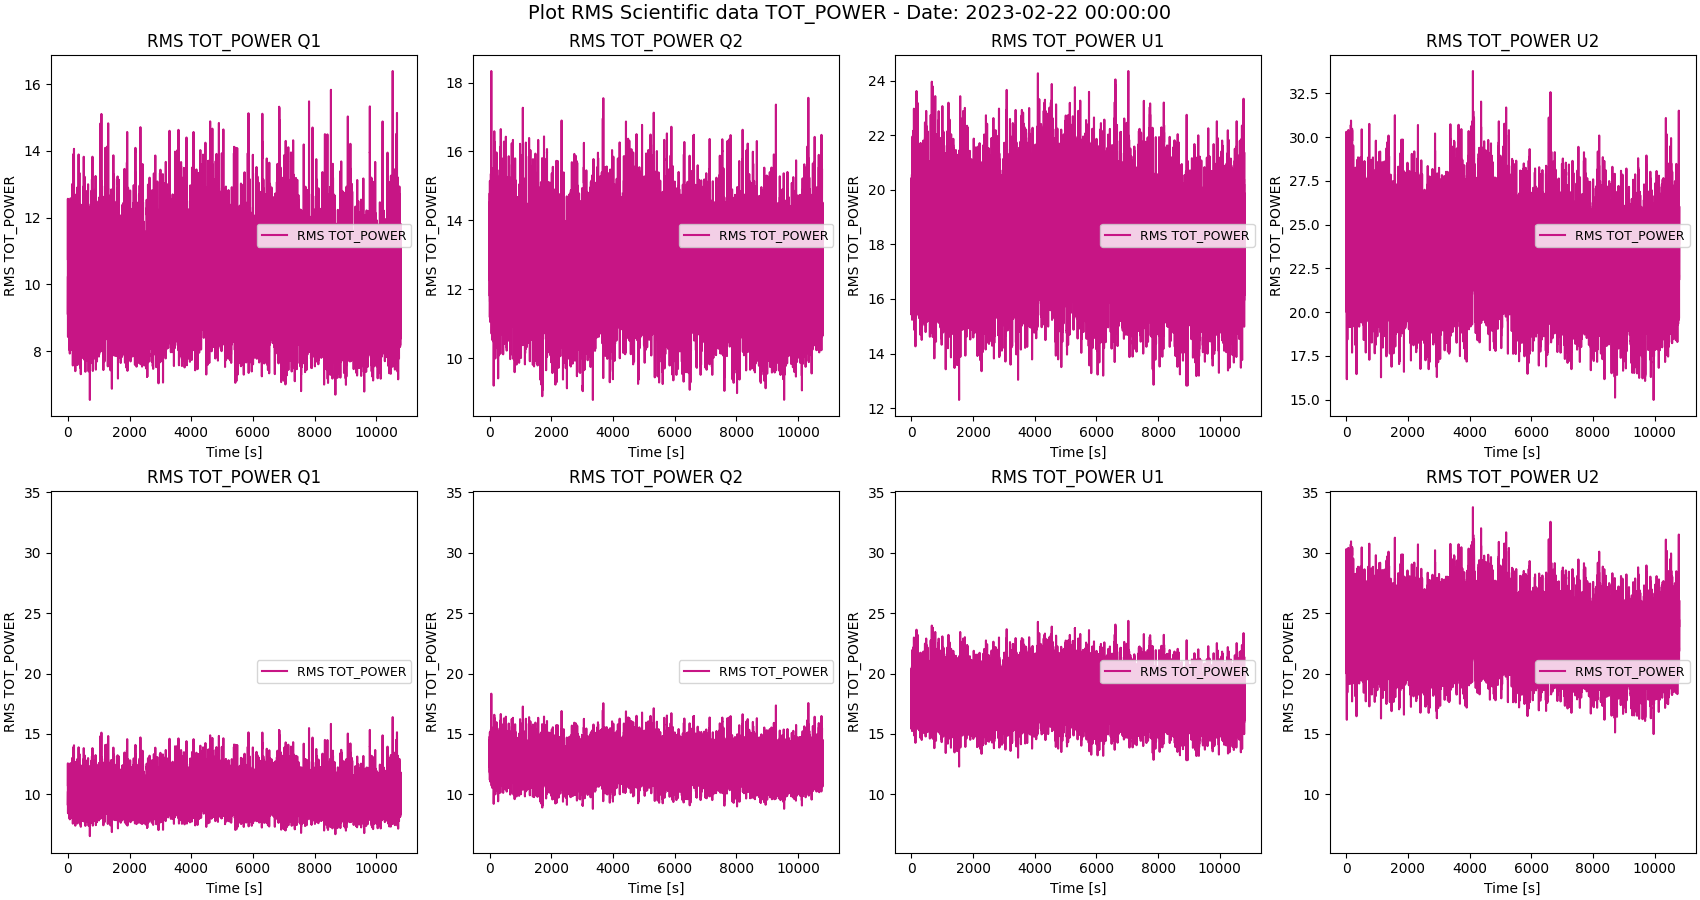 Plot RMS Scientific data TOT_POWER - Date: 2023-02-22 00:00:00
RMS TOT_POWER Q1
RMS TOT_POWER
16
14
12
10
8
RMS TOT_POWER
0 2000 4000 6000 8000 10000
Time [s]
RMS TOT_POWER Q2
RMS TOT_POWER
18
16
14
12
10
RMS TOT_POWER
0 2000 4000 6000 8000 10000
Time [s]
RMS TOT_POWER U1
RMS TOT_POWER
24
22
20
18
16
14
12
RMS TOT_POWER
0 2000 4000 6000 8000 10000
Time [s]
RMS TOT_POWER U2
RMS TOT_POWER
32.5
30.0
27.5
25.0
22.5
20.0
17.5
15.0
RMS TOT_POWER
0 2000 4000 6000 8000 10000
Time [s]
RMS TOT_POWER Q1
RMS TOT_POWER
35
30
25
20
15
10
RMS TOT_POWER
0 2000 4000 6000 8000 10000
Time [s]
RMS TOT_POWER Q2
RMS TOT_POWER
35
30
25
20
15
10
RMS TOT_POWER
0 2000 4000 6000 8000 10000
Time [s]
RMS TOT_POWER U1
RMS TOT_POWER
35
30
25
20
15
10
RMS TOT_POWER
0 2000 4000 6000 8000 10000
Time [s]
RMS TOT_POWER U2
RMS TOT_POWER
35
30
25
20
15
10
RMS TOT_POWER
0 2000 4000 6000 8000 10000
Time [s]